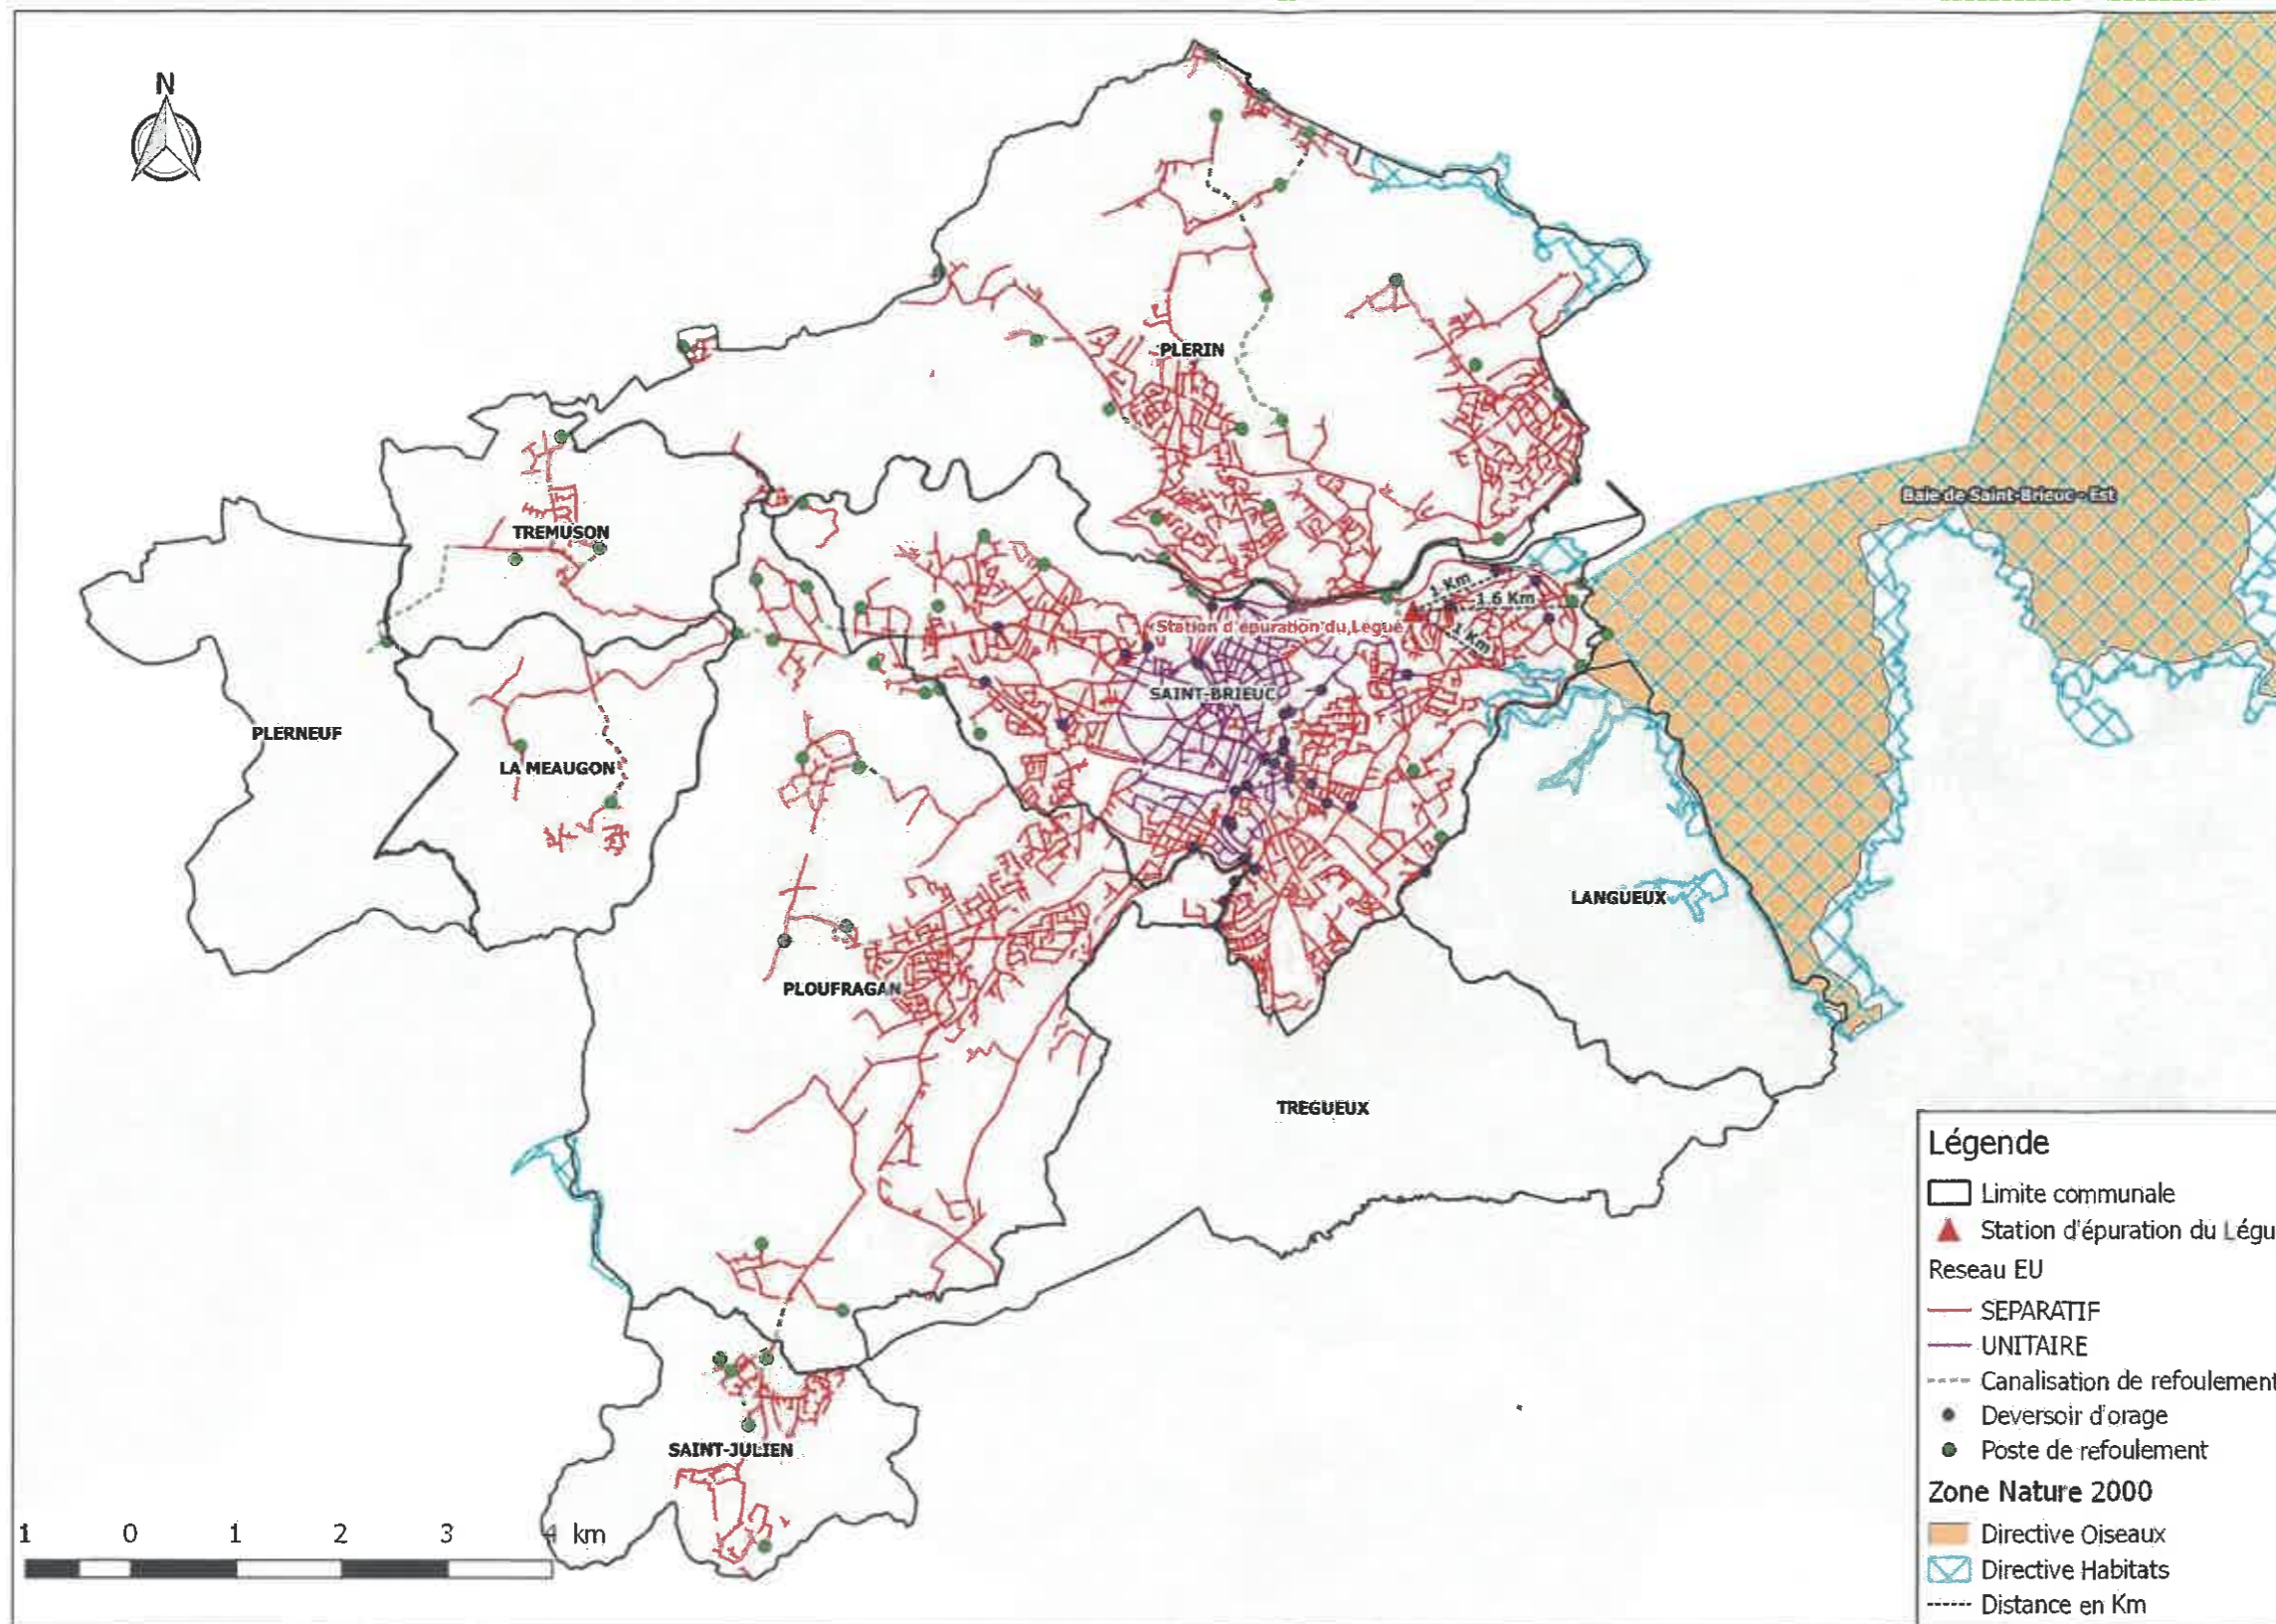 N
PLERIN
Baie de Saint-Brieuc - Est
TREMUSON
1 Km
1.6 Km
Station d'épuration du Légué
1 Km
SAINT-BRIEUC
PLERNEUF
LA MEAUGON
LANGUEUX
PLOUFRAGAN
TREGUEUX
SAINT-JULIEN
1 0 1 2 3 4 km
Légende
Limite communale
Station d'épuration du Légu
Reseau EU
SEPARATIF
UNITAIRE
Canalisation de refoulement
Deversoir d'orage
Poste de refoulement
Zone Nature 2000
Directive Oiseaux
Directive Habitats
Distance en Km